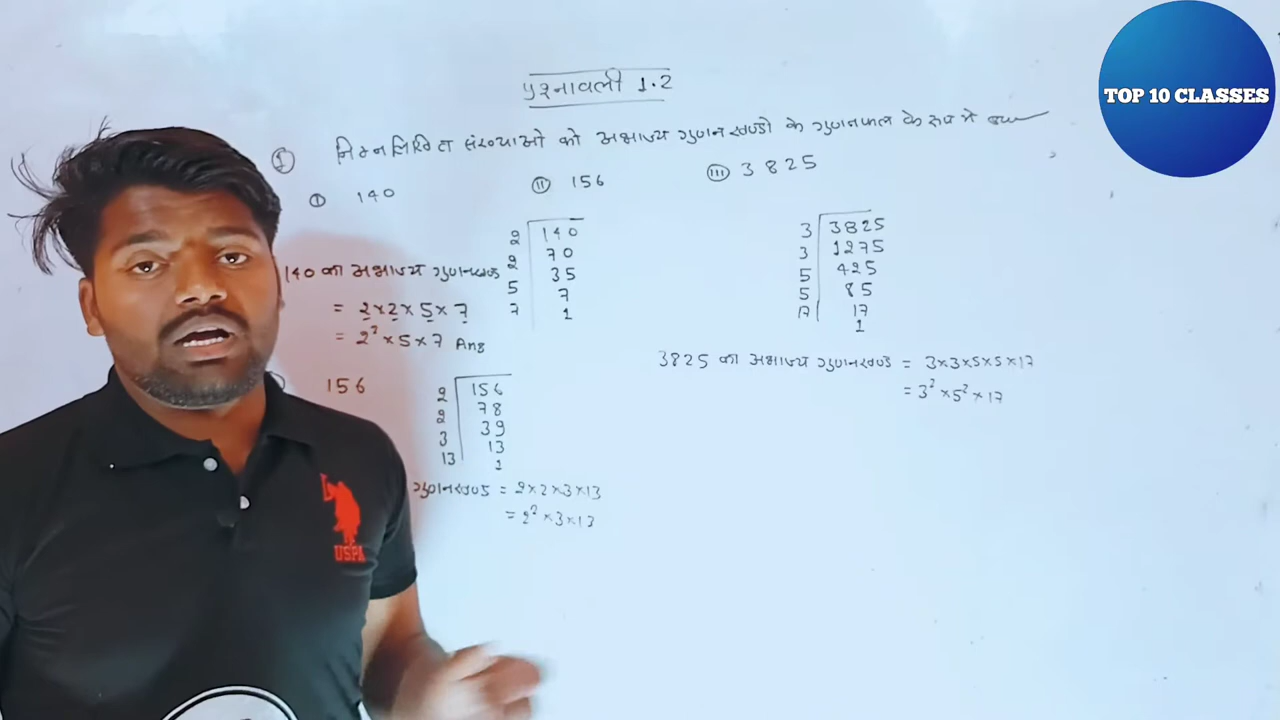 प्रश्नावली 1.2
TOP 10 CLASSES
① निम्नलिखित संख्याओ को अभाज्य गुणनखण्डो के गुणनफल के रूप मे
Ⓘ 140
Ⓘⓘ 156
Ⓘⓘⓘ 3825
2 140
2 70
5 35
7 7
1
140 का अभाज्य गुणनखण्ड
= 2×2×5×7
= 2²×5×7 Ans
156
2 156
2 78
3 39
13 13
1
गुणनखण्ड = 2×2×3×13
= 2²×3×13
3 3825
3 1275
5 425
5 85
17 17
1
3825 का अभाज्य गुणनखण्ड = 3×3×5×5×17
= 3²×5²×17
USPA